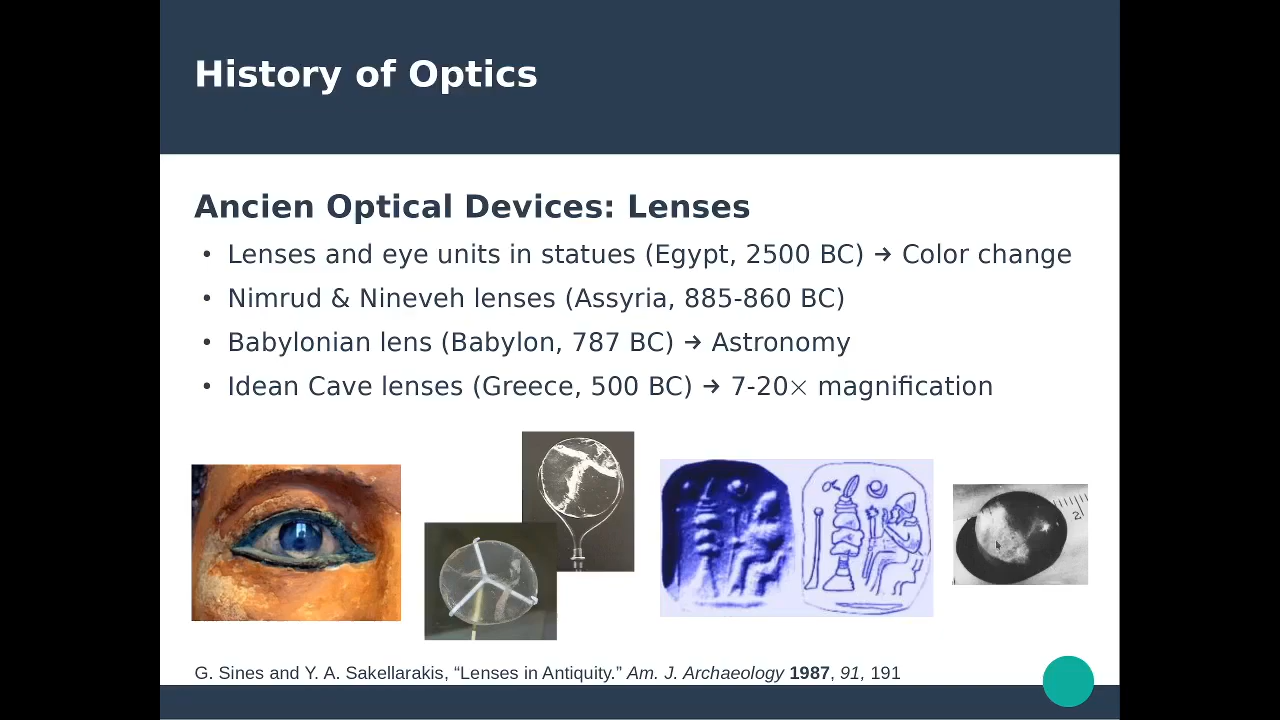 History of Optics
Ancien Optical Devices: Lenses
• Lenses and eye units in statues (Egypt, 2500 BC) → Color change
• Nimrud & Nineveh lenses (Assyria, 885-860 BC)
• Babylonian lens (Babylon, 787 BC) → Astronomy
• Idean Cave lenses (Greece, 500 BC) → 7-20× magnification
2
G. Sines and Y. A. Sakellarakis, “Lenses in Antiquity.” Am. J. Archaeology 1987, 91, 191